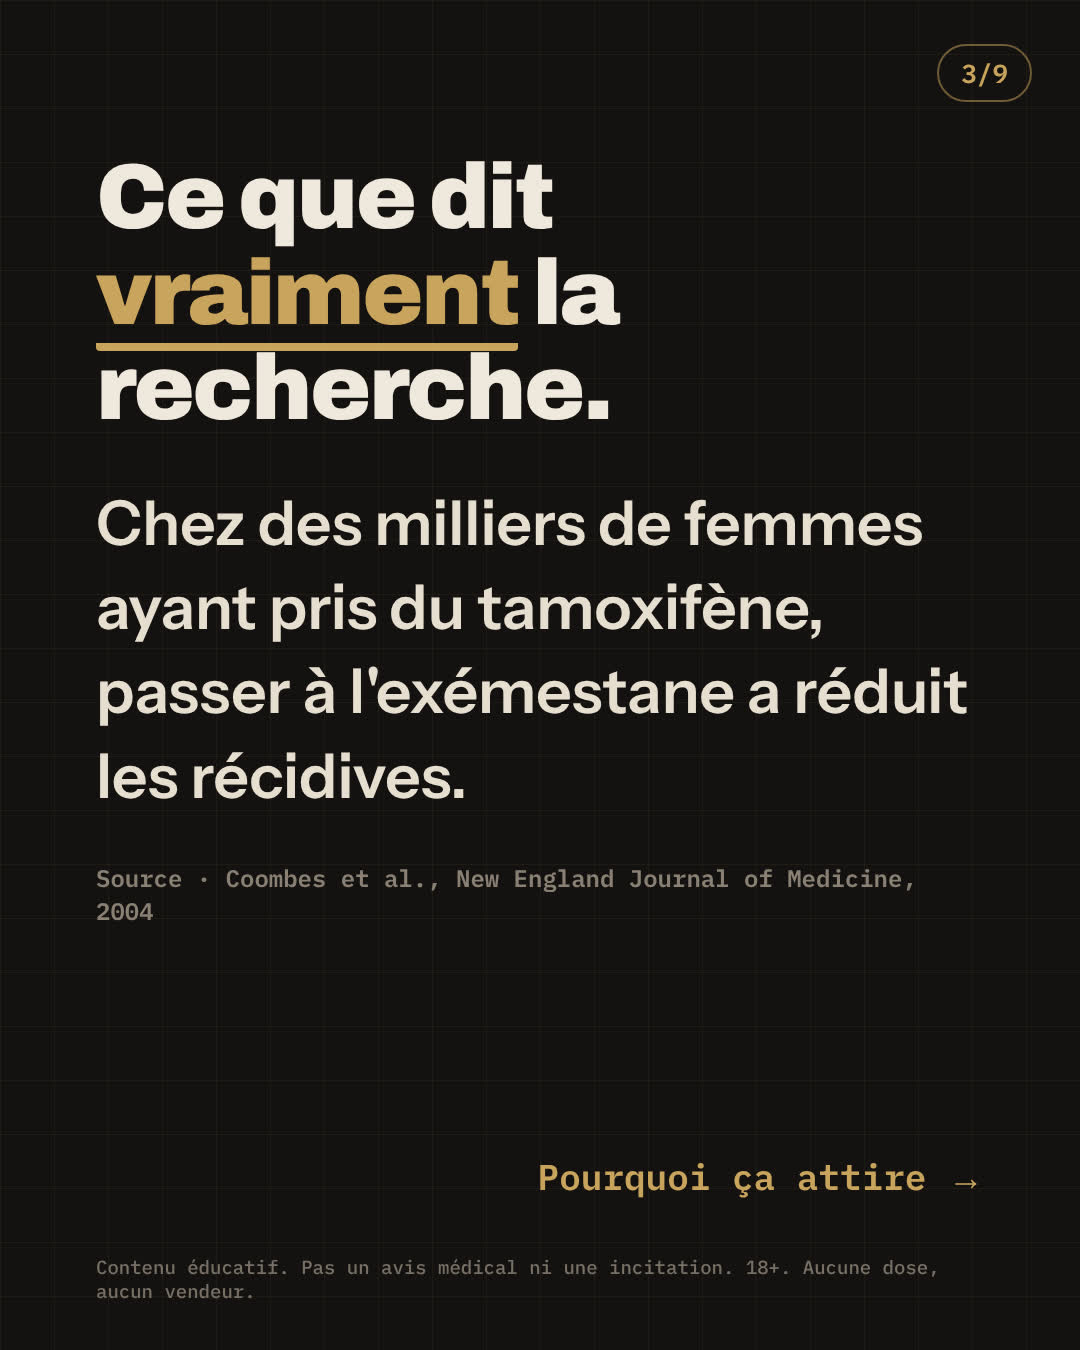 3/9
Ce que dit
vraiment la
recherche.
Chez des milliers de femmes
ayant pris du tamoxifène,
passer à l'exémestane a réduit
les récidives.
Source · Coombes et al., New England Journal of Medicine,
2004
Pourquoi ça attire →
Contenu éducatif. Pas un avis médical ni une incitation. 18+. Aucune dose,
aucun vendeur.